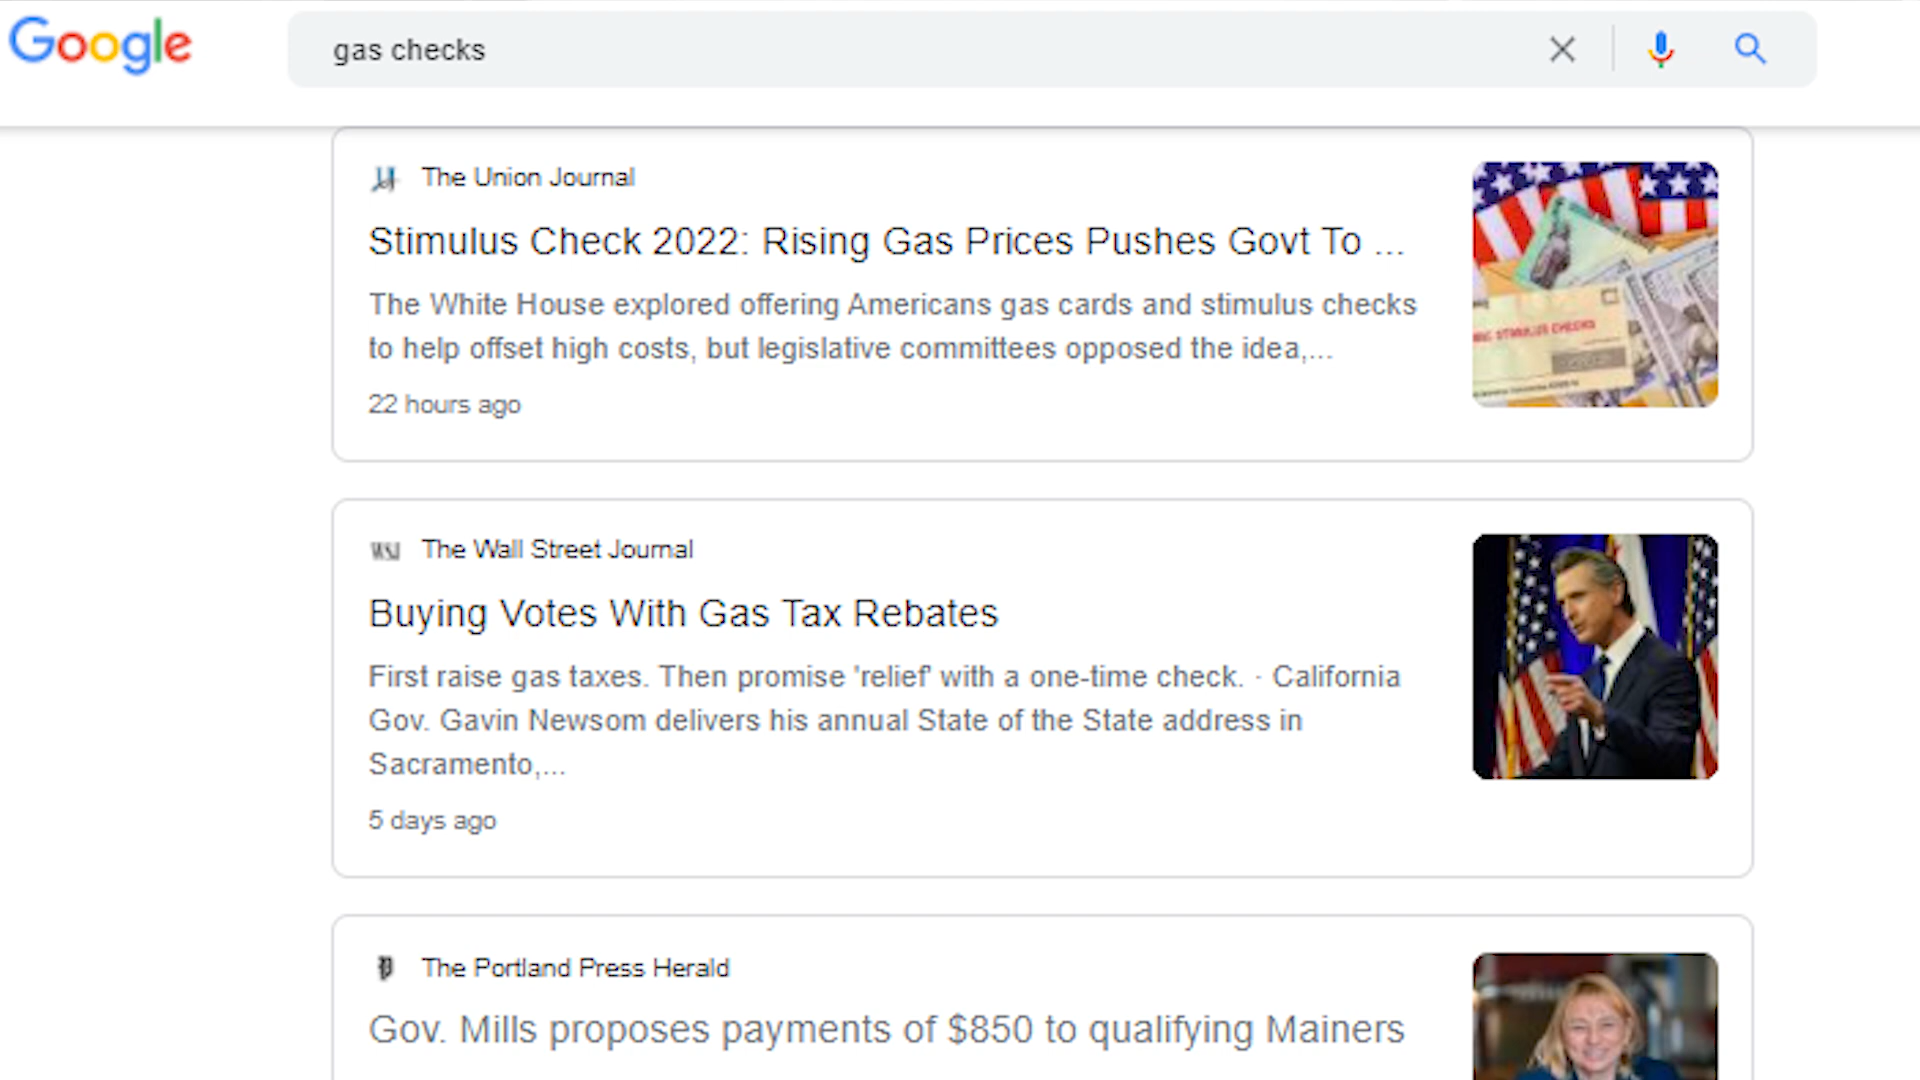 Google
gas checks
The Union Journal
Stimulus Check 2022: Rising Gas Prices Pushes Govt To ...
The White House explored offering Americans gas cards and stimulus checks
to help offset high costs, but legislative committees opposed the idea,...
22 hours ago
STIMULUS CHECKS
WSJ
The Wall Street Journal
Buying Votes With Gas Tax Rebates
First raise gas taxes. Then promise 'relief' with a one-time check. · California
Gov. Gavin Newsom delivers his annual State of the State address in
Sacramento,...
5 days ago
The Portland Press Herald
Gov. Mills proposes payments of $850 to qualifying Mainers